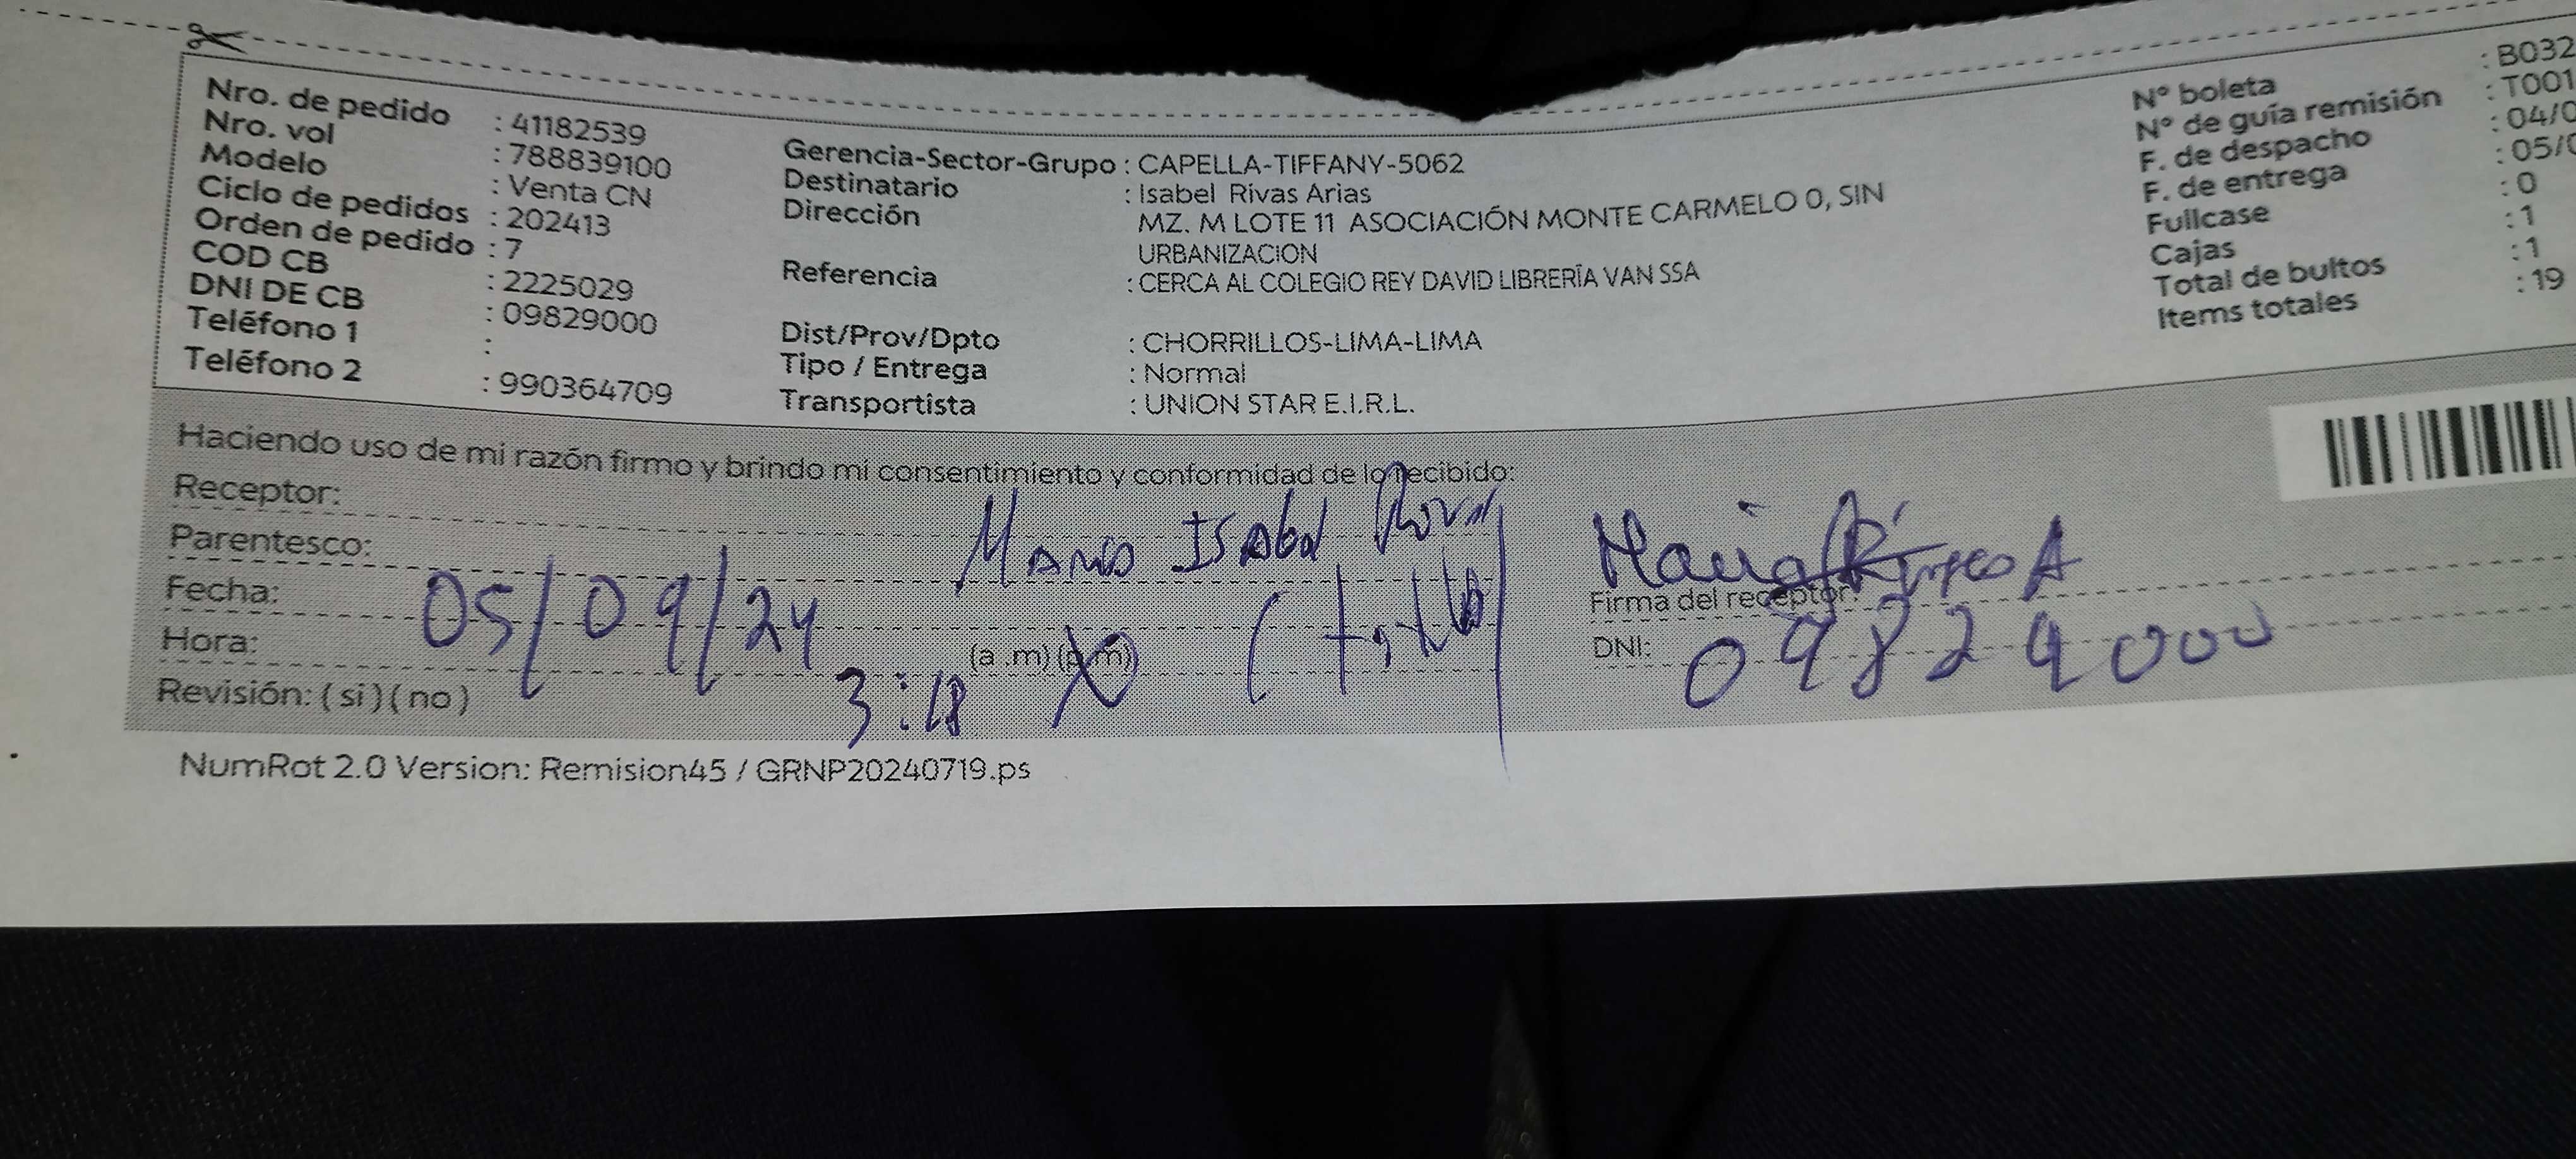 Nro. de pedido : 41182539
Nro. vol : 788839100
Modelo : Venta CN
Ciclo de pedidos : 202413
Orden de pedido : 7
COD CB : 2225029
DNI DE CB : 09829000
Teléfono 1 :
Teléfono 2 : 990364709
Gerencia-Sector-Grupo : CAPELLA-TIFFANY-5062
Destinatario : Isabel Rivas Arias
Dirección MZ. M LOTE 11 ASOCIACIÓN MONTE CARMELO 0, SIN
URBANIZACION
Referencia : CERCA AL COLEGIO REY DAVID LIBRERÍA VAN SSA
Dist/Prov/Dpto : CHORRILLOS-LIMA-LIMA
Tipo / Entrega : Normal
Transportista : UNION STAR E.I.R.L.
N° boleta : B032
N° de guía remisión : T001
F. de despacho : 04/0
F. de entrega : 05/0
Fullcase : 0
Cajas : 1
Total de bultos : 1
Items totales : 19
Haciendo uso de mi razón firmo y brindo mi consentimiento y conformidad de lo recibido:
Receptor: Isabel
Parentesco:
Fecha: 05/09/24
Hora: 3:18 (a.m) (p.m)
Revisión: ( si ) ( no )
Firma del receptor:
DNI: 09829000
NumRot 2.0 Version: Remision45 / GRNP20240719.ps